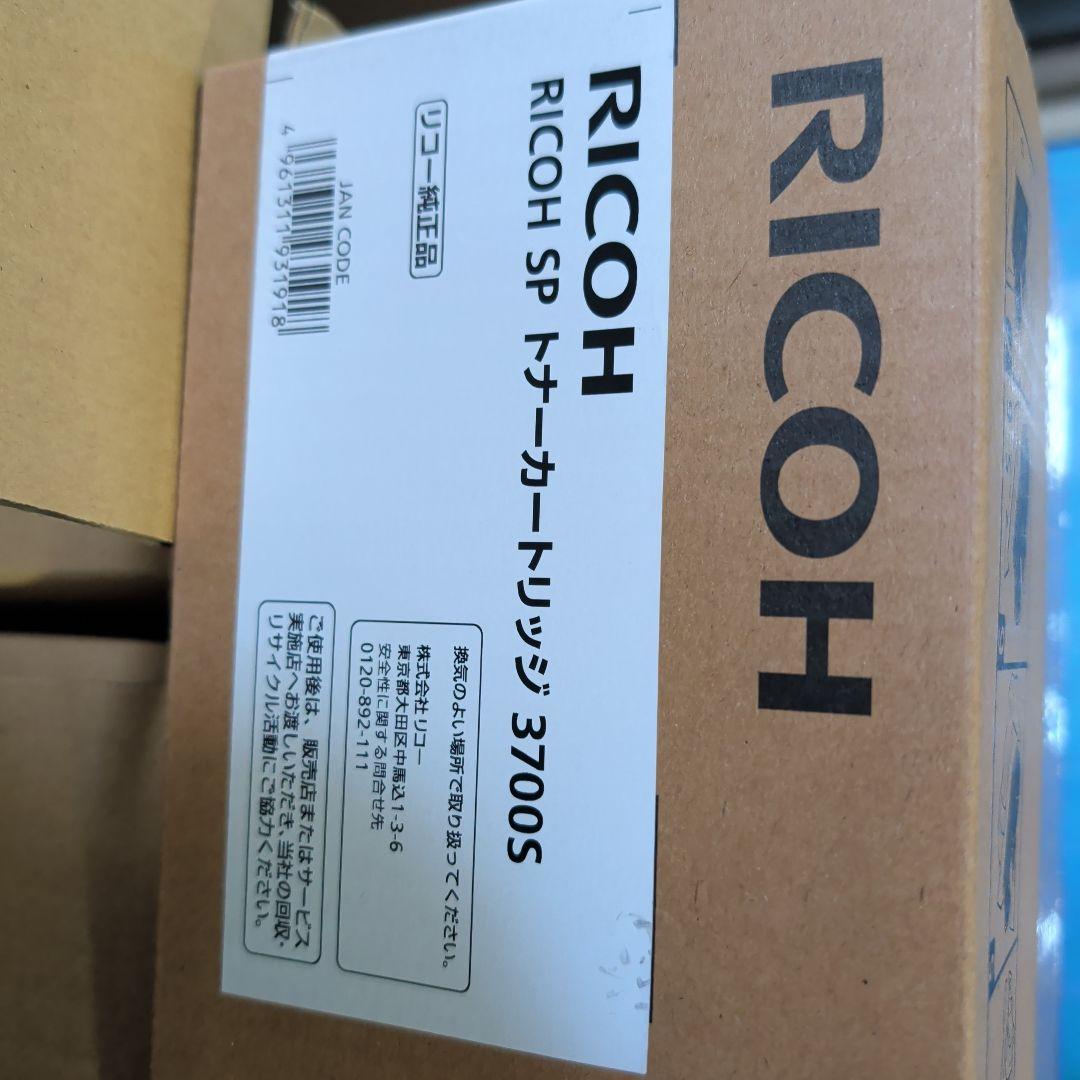 RICOH
RICOH
RICOH SP トナーカートリッジ 3700S
リコー純正品
JAN CODE
4 961311 931918
換気のよい場所で取り扱ってください。
株式会社リコー
東京都大田区中馬込1-3-6
安全性に関する問合せ先
0120-892-111
ご使用後は、販売店またはサービス
実施店へお渡しいただき、当社の回収・
リサイクル活動にご協力ください。